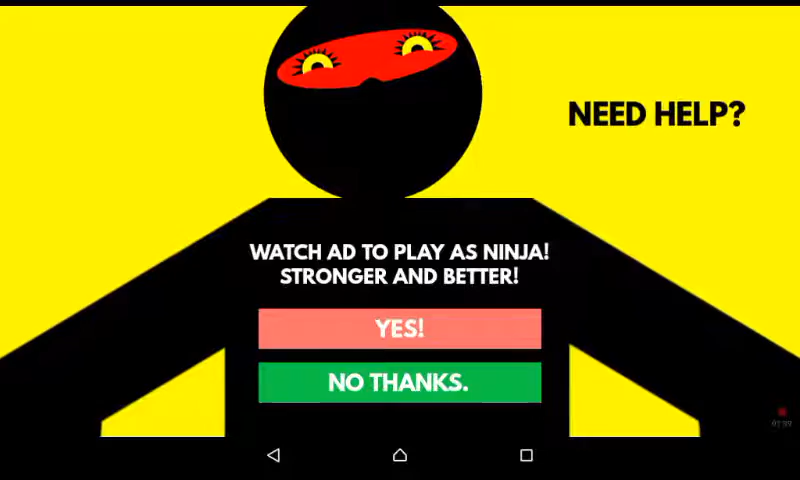 NEED HELP?
WATCH AD TO PLAY AS NINJA!
STRONGER AND BETTER!
YES!
NO THANKS.